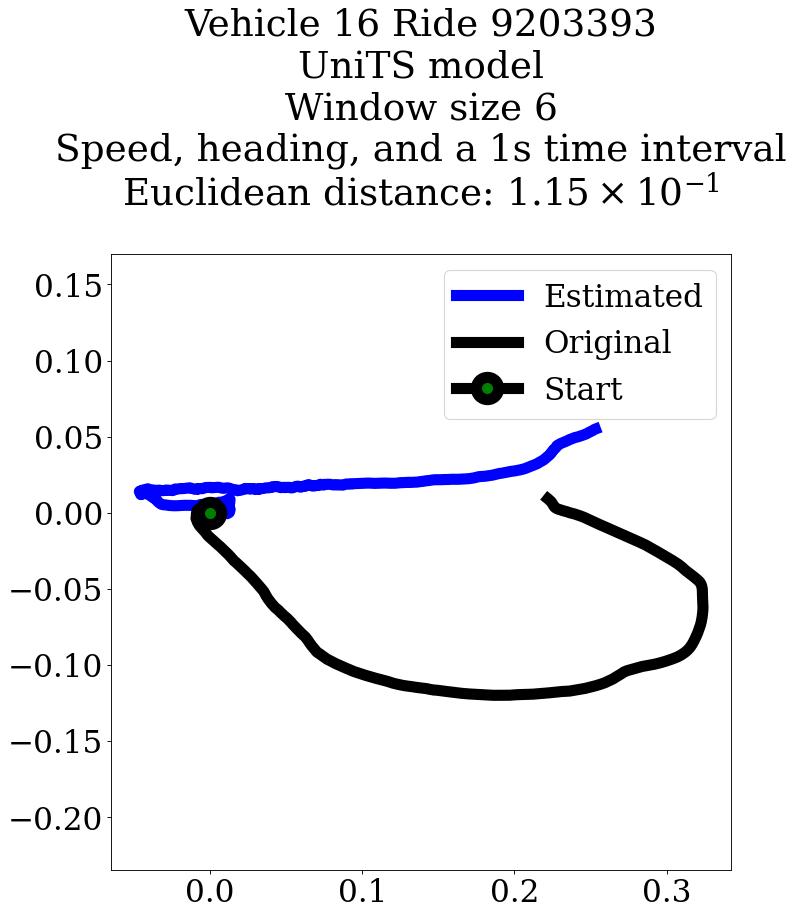 Vehicle 16 Ride 9203393
UniTS model
Window size 6
Speed, heading, and a 1s time interval
Euclidean distance: 1.15 × 10⁻¹
Estimated
Original
Start
0.15
0.10
0.05
0.00
−0.05
−0.10
−0.15
−0.20
0.0 0.1 0.2 0.3